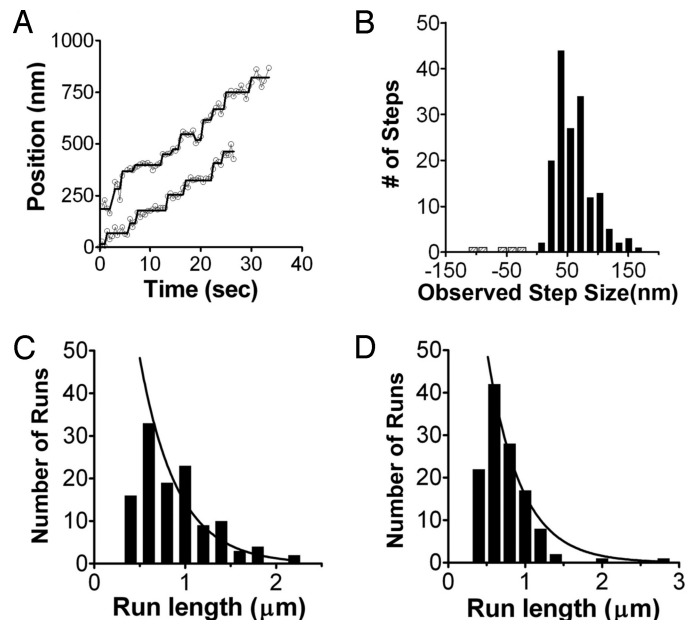 A
Position (nm)
1000
750
500
250
0
0 10 20 30 40
Time (sec)
B
# of Steps
50
40
30
20
10
0
-150 -50 50 150
Observed Step Size(nm)
C
Number of Runs
50
40
30
20
10
0
0 1 2
Run length (μm)
D
Number of Runs
50
40
30
20
10
0
0 1 2 3
Run length (μm)